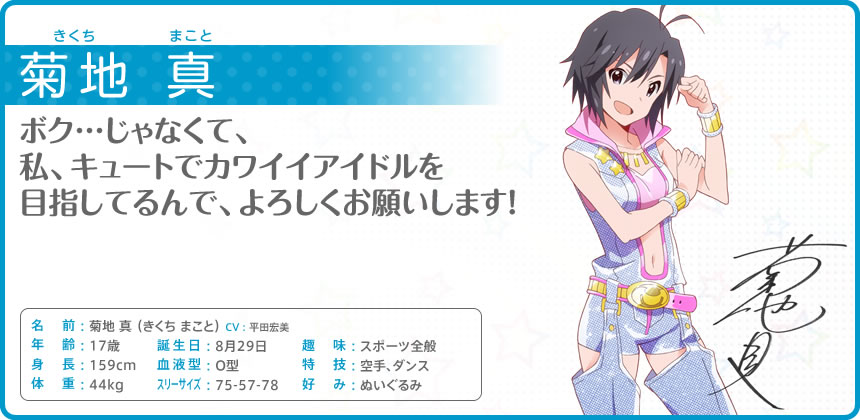 きくち まこと
菊地 真
ボク…じゃなくて、
私、キュートでカワイイアイドルを
目指してるんで、よろしくお願いします!
名 前：菊地 真（きくち まこと） CV：平田宏美
年 齢：17歳 誕生日：8月29日 趣 味：スポーツ全般
身 長：159cm 血液型：O型 特 技：空手、ダンス
体 重：44kg スリーサイズ：75-57-78 好 み：ぬいぐるみ
菊地真